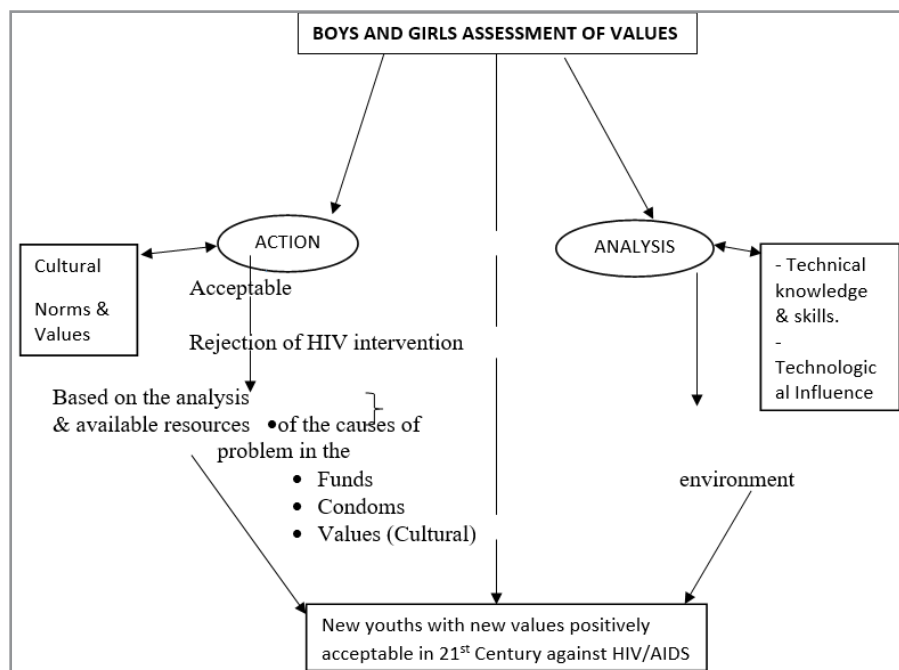 BOYS AND GIRLS ASSESSMENT OF VALUES
ACTION
ANALYSIS
Cultural
Norms &
Values
- Technical
knowledge
& skills.
-
Technologic
al Influence
Acceptable
Rejection of HIV intervention
Based on the analysis
& available resources
•of the causes of
problem in the
• Funds
• Condoms
• Values (Cultural)
environment
New youths with new values positively
acceptable in 21st Century against HIV/AIDS